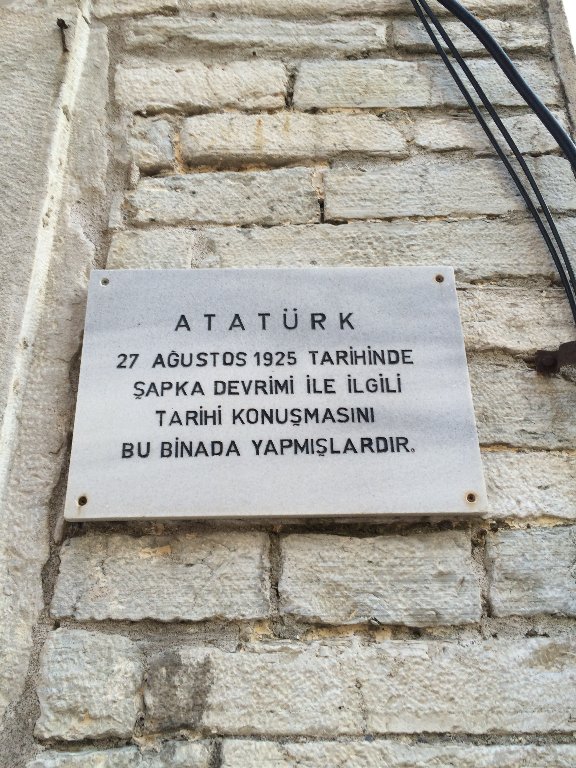 ATATÜRK
27 AĞUSTOS 1925 TARİHİNDE
ŞAPKA DEVRİMİ İLE İLGİLİ
TARİHİ KONUŞMASINI
BU BİNADA YAPMIŞLARDIR.